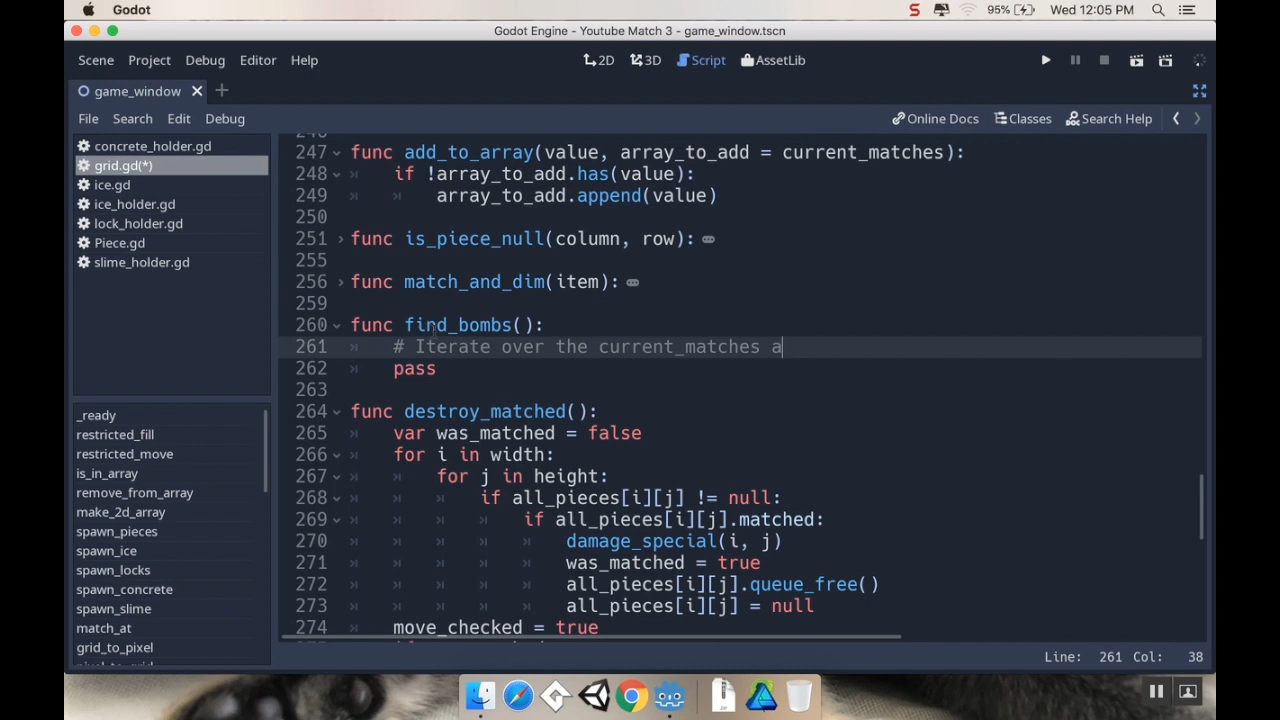 Godot
95%
Wed 12:05 PM
Godot Engine - Youtube Match 3 - game_window.tscn
Scene Project Debug Editor Help
2D 3D Script AssetLib
game_window
File Search Edit Debug
Online Docs Classes Search Help
concrete_holder.gd
grid.gd(*)
ice.gd
ice_holder.gd
lock_holder.gd
Piece.gd
slime_holder.gd
_ready
restricted_fill
restricted_move
is_in_array
remove_from_array
make_2d_array
spawn_pieces
spawn_ice
spawn_locks
spawn_concrete
spawn_slime
match_at
grid_to_pixel
pixel_to_grid
247 func add_to_array(value, array_to_add = current_matches):
248 if !array_to_add.has(value):
249 array_to_add.append(value)
250
251 func is_piece_null(column, row):
255
256 func match_and_dim(item):
259
260 func find_bombs():
261 # Iterate over the current_matches a
262 pass
263
264 func destroy_matched():
265 var was_matched = false
266 for i in width:
267 for j in height:
268 if all_pieces[i][j] != null:
269 if all_pieces[i][j].matched:
270 damage_special(i, j)
271 was_matched = true
272 all_pieces[i][j].queue_free()
273 all_pieces[i][j] = null
274 move_checked = true
Line: 261 Col: 38